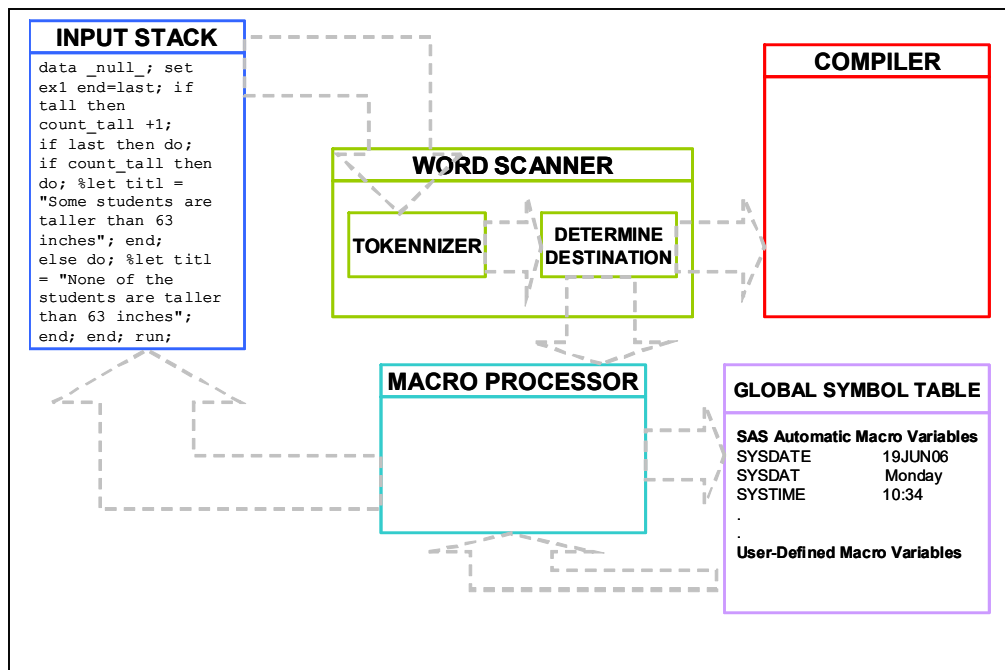 INPUT STACK
data _null_; set
ex1 end=last; if
tall then
count_tall +1;
if last then do;
if count_tall then
do; %let titl =
"Some students are
taller than 63
inches"; end;
else do; %let titl
= "None of the
students are taller
than 63 inches";
end; end; run;
WORD SCANNER
TOKENNIZER
DETERMINE
DESTINATION
COMPILER
MACRO PROCESSOR
GLOBAL SYMBOL TABLE
SAS Automatic Macro Variables
SYSDATE 19JUN06
SYSDAT Monday
SYSTIME 10:34
.
.
User-Defined Macro Variables